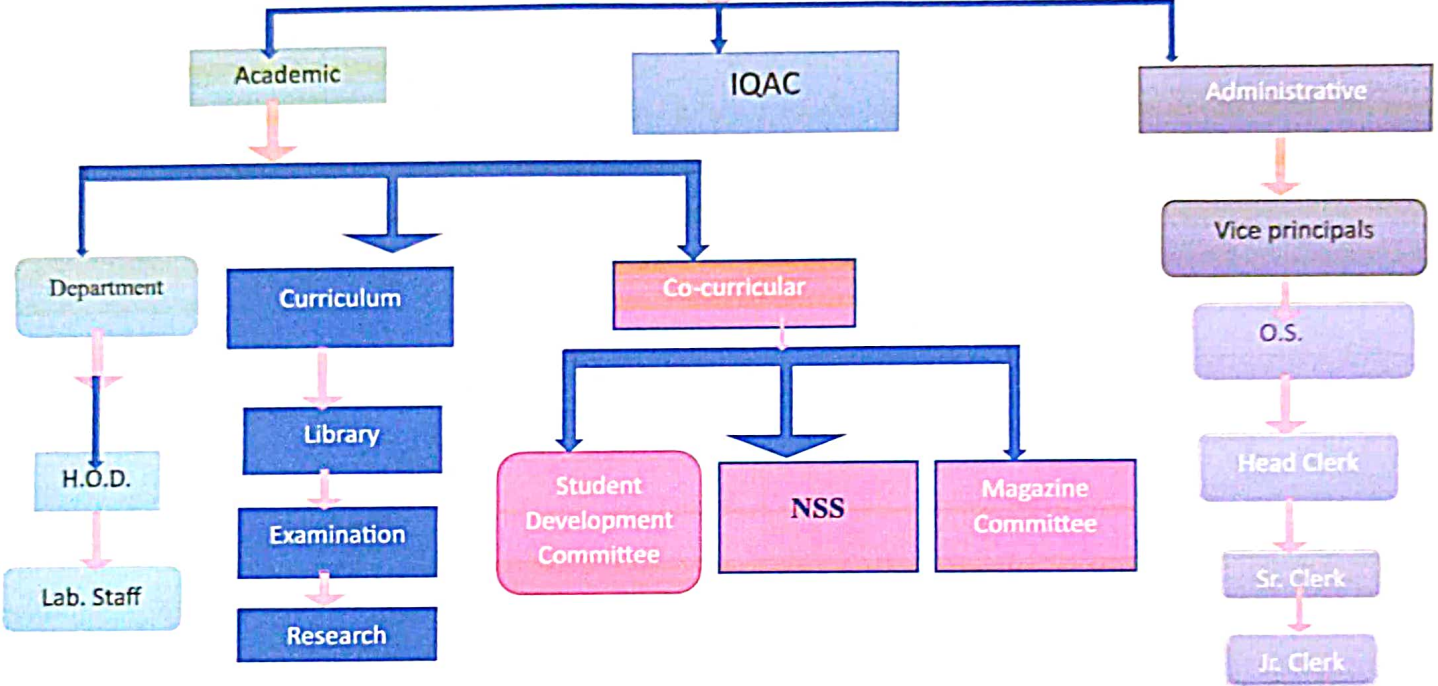 Academic
IQAC
Administrative
Vice principals
Department
Curriculum
Co-curricular
O.S.
Library
Head Clerk
H.O.D.
Student
Development
Committee
NSS
Magazine
Committee
Examination
Sr. Clerk
Lab. Staff
Research
Jr. Clerk